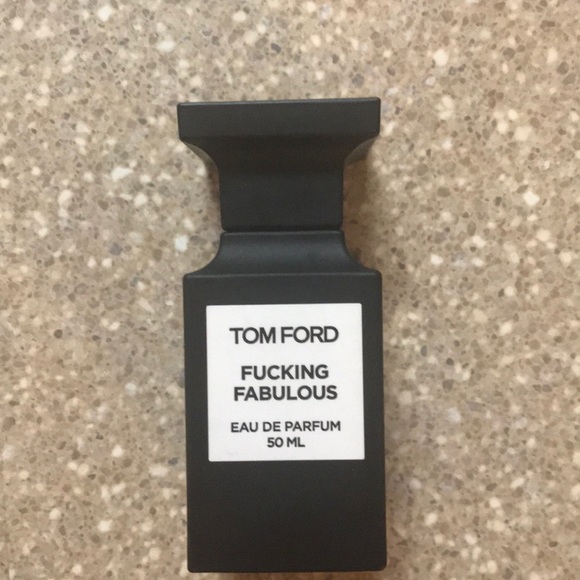 TOM FORD
FUCKING
FABULOUS
EAU DE PARFUM
50 ML